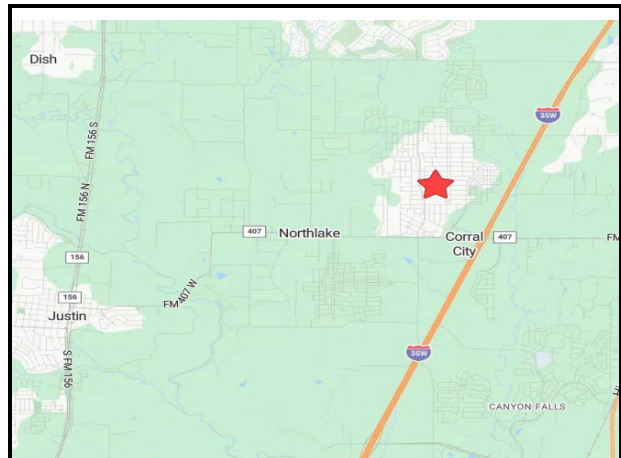 Dish
35W
FM 156 S
FM 156 N
407
Northlake
Corral
City
407
FM
156
156
Justin
FM 407 W
S FM 156
35W
CANYON FALLS